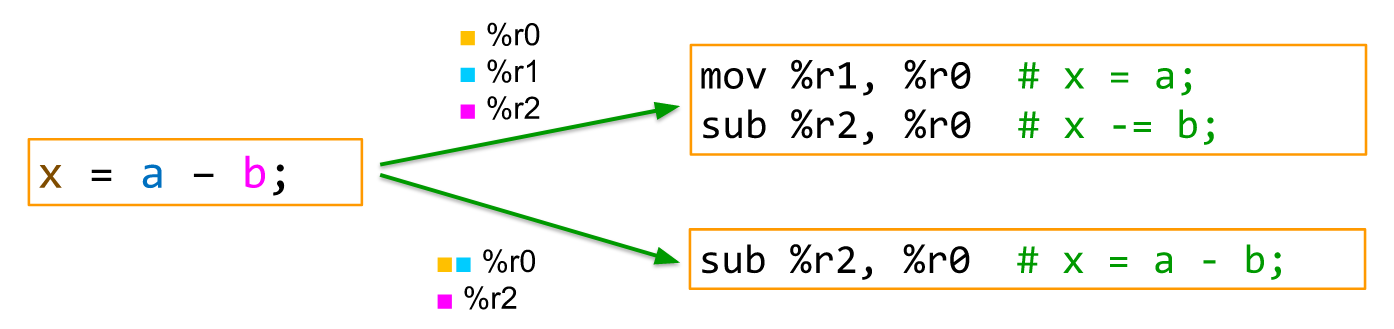 %r0
%r1
%r2
mov %r1, %r0  # x = a;
sub %r2, %r0  # x -= b;
x = a – b;
sub %r2, %r0  # x = a - b;
%r0
%r2